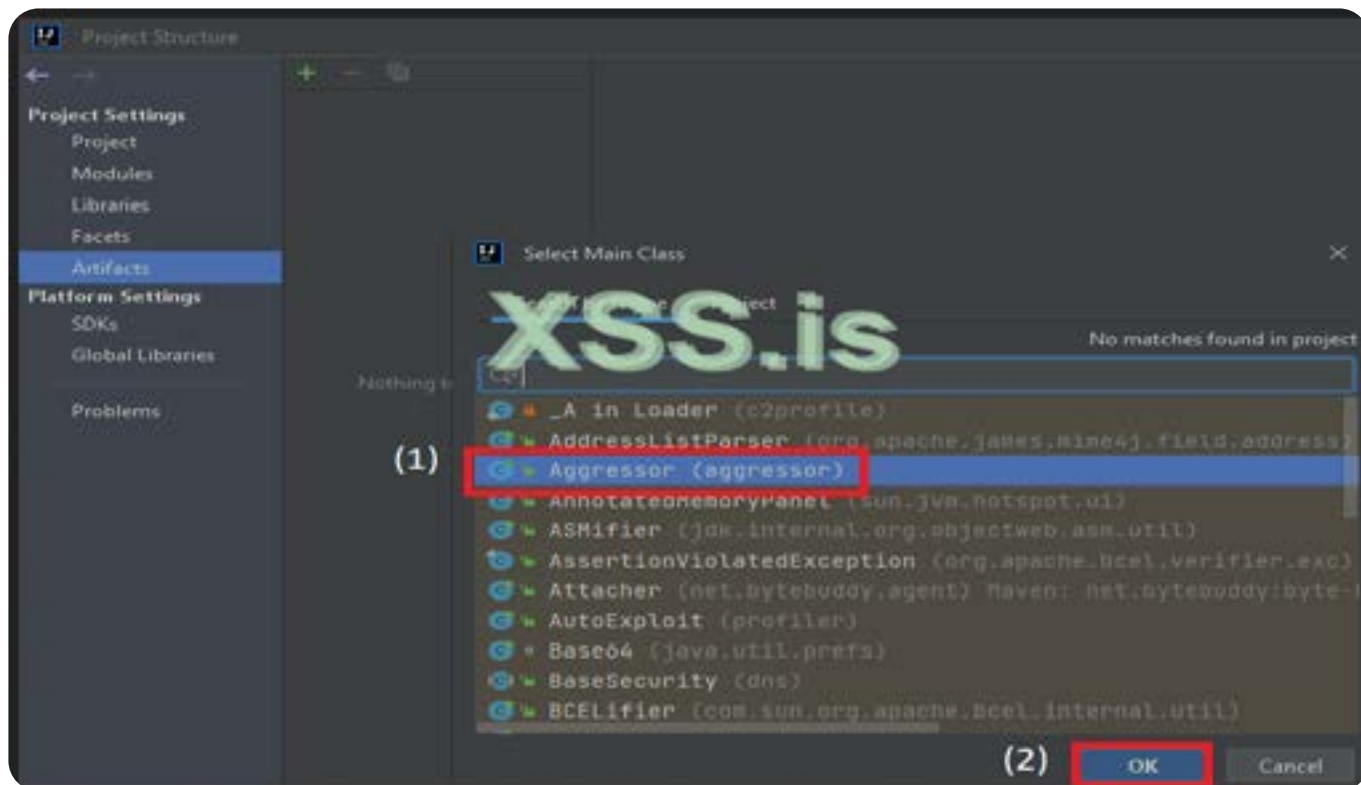 Project Structure
Project Settings
Project
Modules
Libraries
Facets
Artifacts
Platform Settings
SDKs
Global Libraries
Problems
Nothing
Select Main Class
XSS.is
No matches found in project
_A in Loader (c2profile)
AddressListParser (org.apache.james.mime4j.field.address)
(1)
Aggressor (aggressor)
AnnotatedMemoryPanel (sun.jvm.hotspot.ui)
ASMifier (jdk.internal.org.objectweb.asm.util)
AssertionViolatedException (org.apache.bcel.verifier.exc)
Attacher (net.bytebuddy.agent) Maven: net.bytebuddy:byte-
AutoExploit (profiler)
Base64 (java.util.prefs)
BaseSecurity (dns)
BCELifier (com.sun.org.apache.bcel.internal.util)
(2)
OK
Cancel